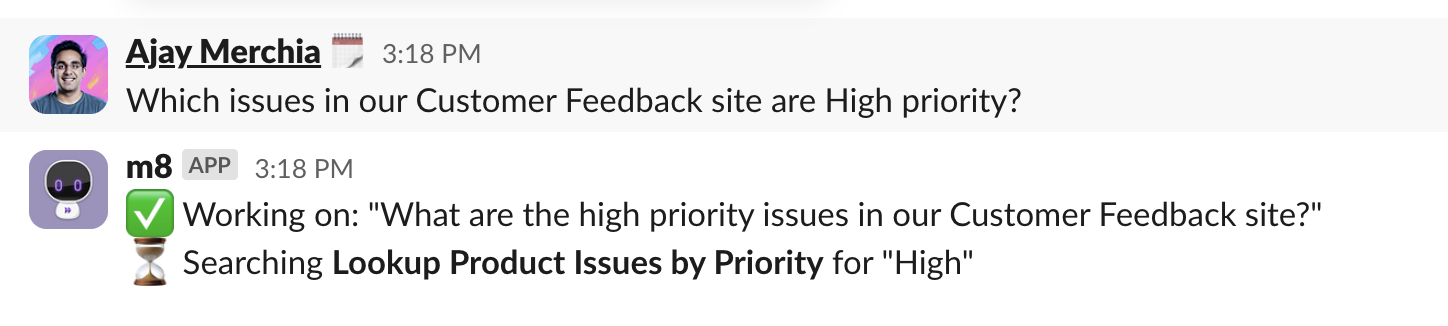 Ajay Merchia 3:18 PM
Which issues in our Customer Feedback site are High priority?
m8 APP 3:18 PM
Working on: "What are the high priority issues in our Customer Feedback site?"
Searching Lookup Product Issues by Priority for "High"